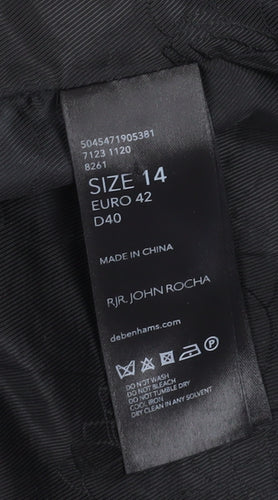 5045471905381
7123 1120
8261
SIZE 14
EURO 42
D40
MADE IN CHINA
RJR. JOHN ROCHA
debenhams.com
DO NOT WASH
DO NOT BLEACH
DO NOT TUMBLE DRY
COOL IRON
DRY CLEAN IN ANY SOLVENT